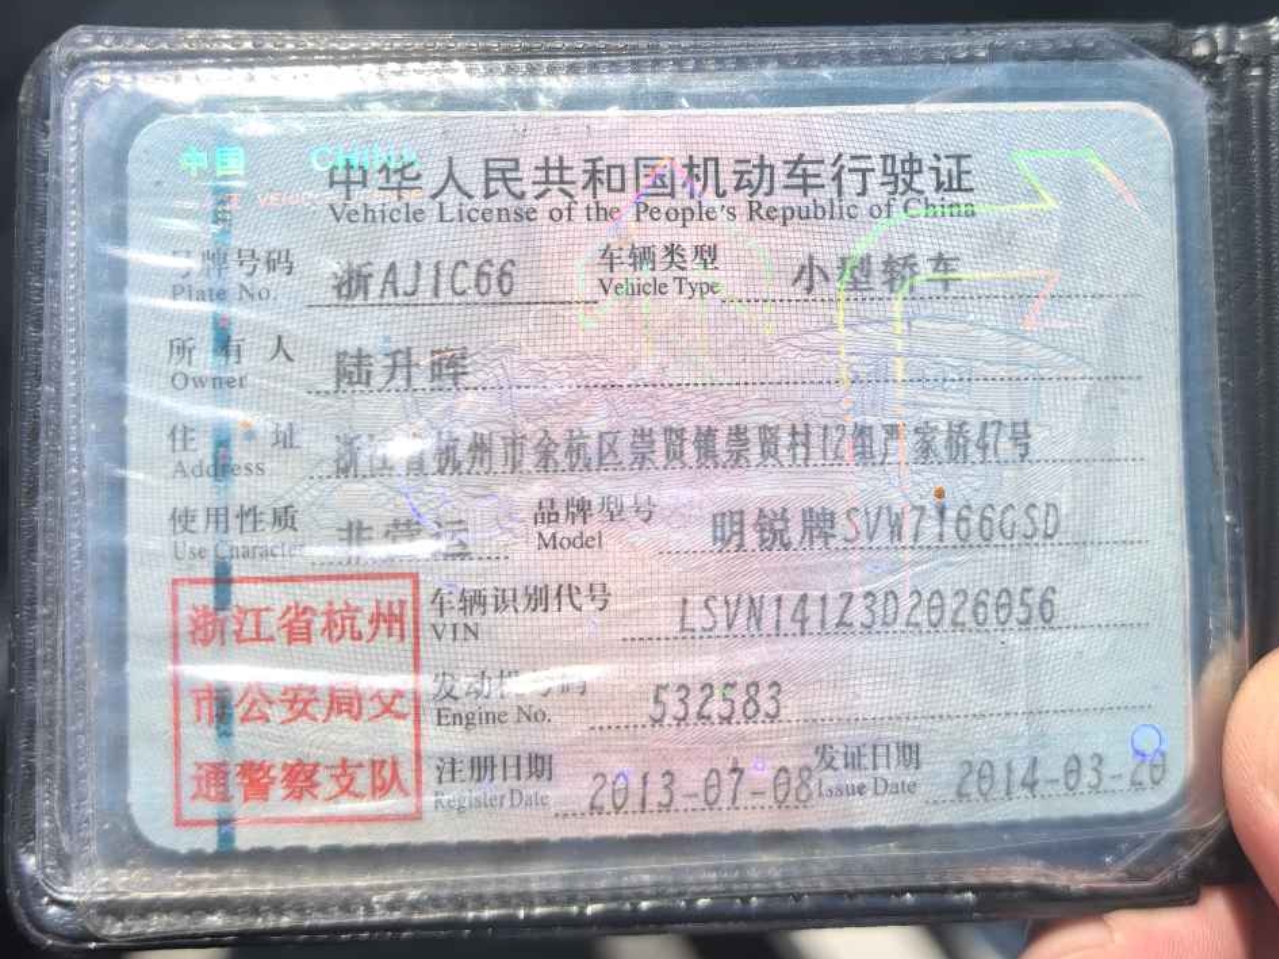 中国 China
中华人民共和国机动车行驶证
Vehicle License of the People's Republic of China
号牌号码 浙AJ1C66 车辆类型 小型轿车
Plate No. Vehicle Type
所有人 陆升晖
Owner
住址 浙江省杭州市余杭区崇贤镇崇贤村12组严家桥47号
Address
使用性质 非营运 品牌型号 明锐牌SVW7166GSD
Use Character Model
浙江省杭州 车辆识别代号 LSVN141Z3D2026056
VIN
市公安局交 发动机号码 532583
Engine No.
通警察支队 注册日期 2013-07-08 发证日期 2014-03-20
Register Date Issue Date